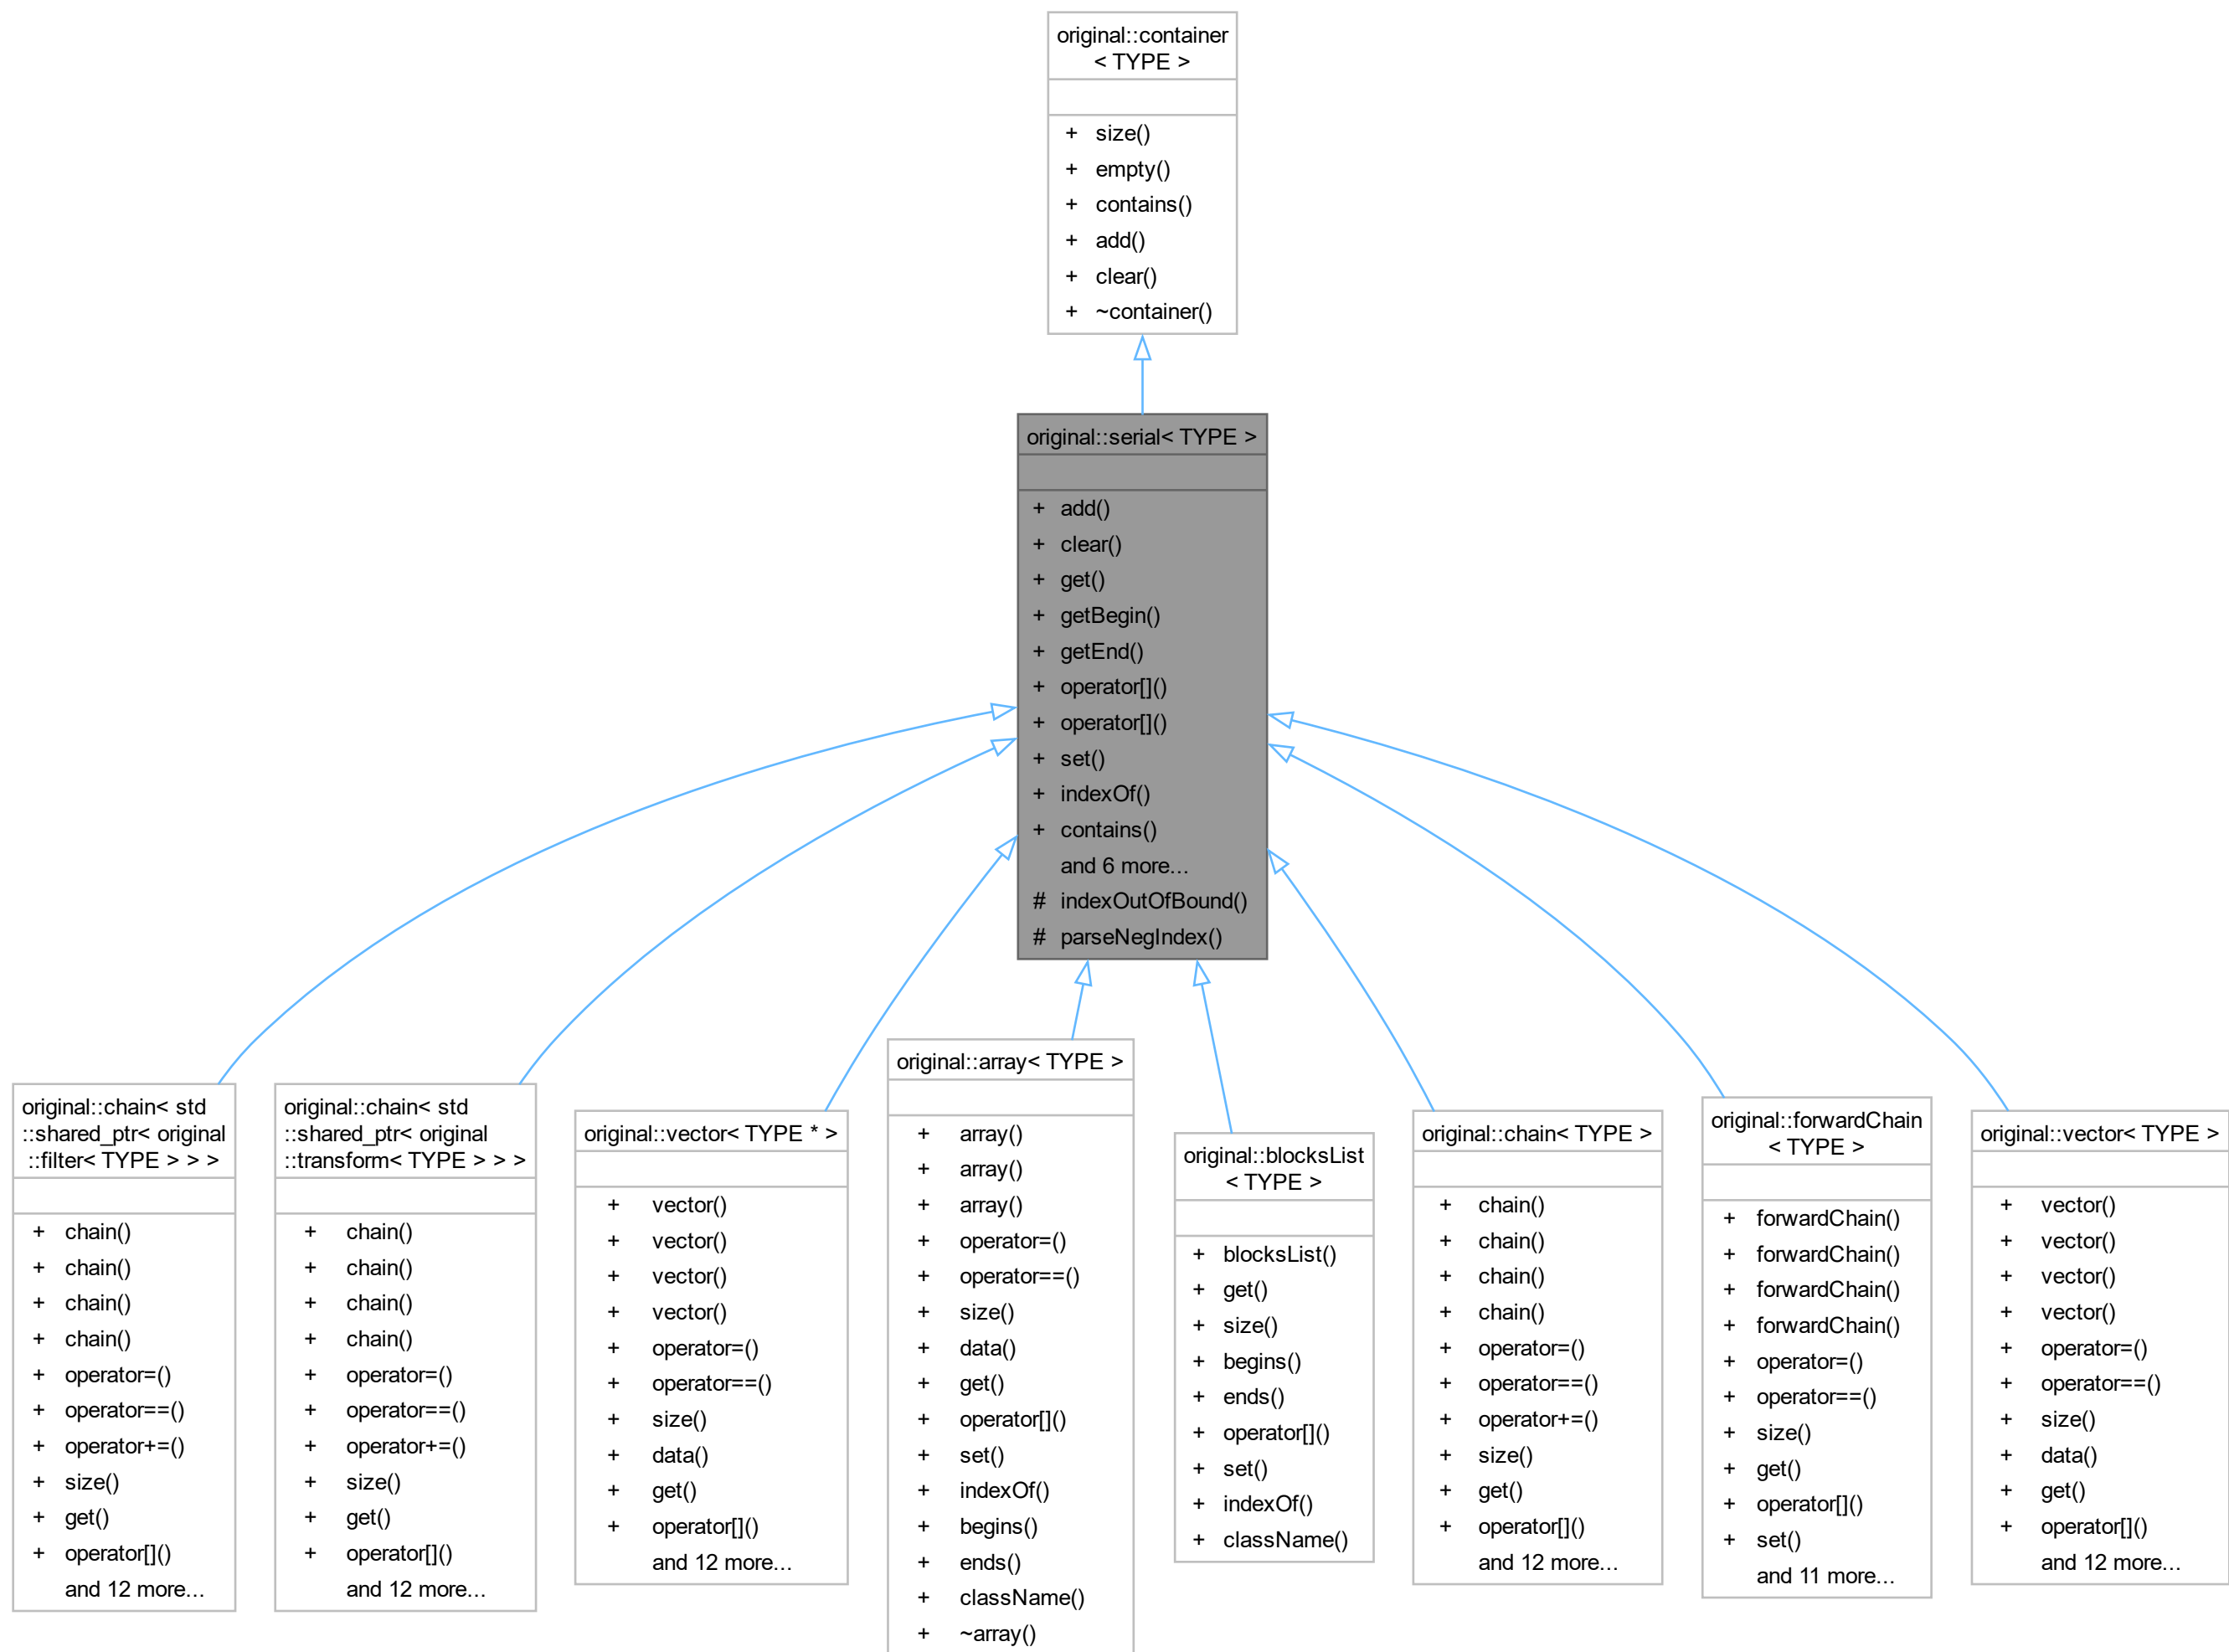 original::container
< TYPE >
+ size()
+ empty()
+ contains()
+ add()
+ clear()
+ ~container()
original::serial< TYPE >
+ add()
+ clear()
+ get()
+ getBegin()
+ getEnd()
+ operator[]()
+ operator[]()
+ set()
+ indexOf()
+ contains()
and 6 more...
# indexOutOfBound()
# parseNegIndex()
original::chain< std
::shared_ptr< original
::filter< TYPE > > >
+ chain()
+ chain()
+ chain()
+ chain()
+ operator=()
+ operator==()
+ operator+=()
+ size()
+ get()
+ operator[]()
and 12 more...
original::chain< std
::shared_ptr< original
::transform< TYPE > > >
+ chain()
+ chain()
+ chain()
+ chain()
+ operator=()
+ operator==()
+ operator+=()
+ size()
+ get()
+ operator[]()
and 12 more...
original::vector< TYPE * >
+ vector()
+ vector()
+ vector()
+ vector()
+ operator=()
+ operator==()
+ size()
+ data()
+ get()
+ operator[]()
and 12 more...
original::array< TYPE >
+ array()
+ array()
+ array()
+ operator=()
+ operator==()
+ size()
+ data()
+ get()
+ operator[]()
+ set()
+ indexOf()
+ begins()
+ ends()
+ className()
+ ~array()
original::blocksList
< TYPE >
+ blocksList()
+ get()
+ size()
+ begins()
+ ends()
+ operator[]()
+ set()
+ indexOf()
+ className()
original::chain< TYPE >
+ chain()
+ chain()
+ chain()
+ chain()
+ operator=()
+ operator==()
+ operator+=()
+ size()
+ get()
+ operator[]()
and 12 more...
original::forwardChain
< TYPE >
+ forwardChain()
+ forwardChain()
+ forwardChain()
+ forwardChain()
+ operator=()
+ operator==()
+ size()
+ get()
+ operator[]()
+ set()
and 11 more...
original::vector< TYPE >
+ vector()
+ vector()
+ vector()
+ vector()
+ operator=()
+ operator==()
+ size()
+ data()
+ get()
+ operator[]()
and 12 more...